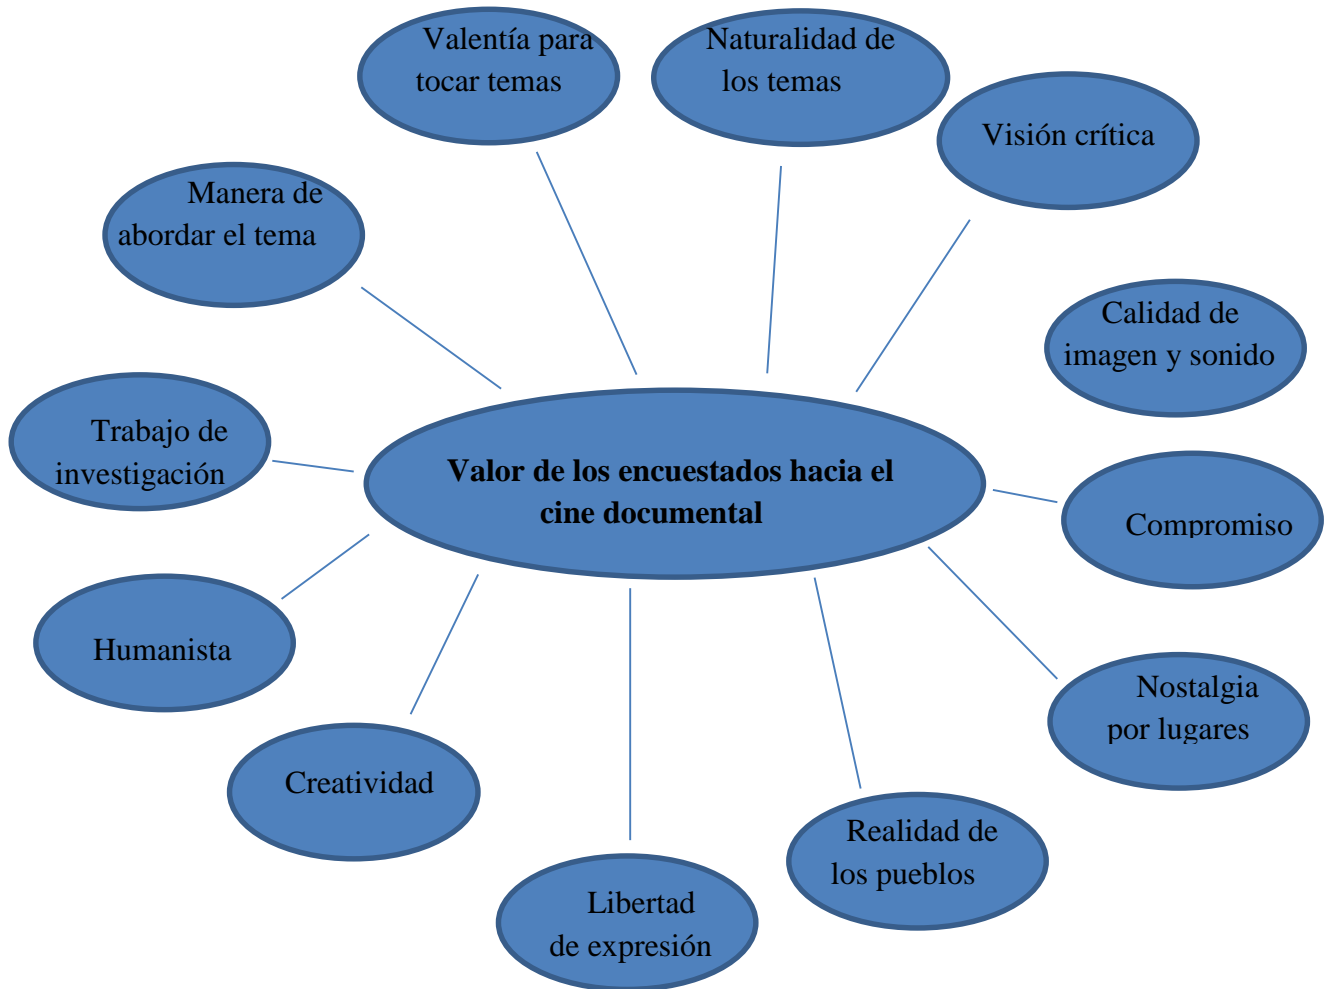 Valentía para
tocar temas
Naturalidad de
los temas
Visión crítica
Manera de
abordar el tema
Calidad de
imagen y sonido
Trabajo de
investigación
Valor de los encuestados hacia el
cine documental
Compromiso
Humanista
Nostalgia
por lugares
Creatividad
Realidad de
los pueblos
Libertad
de expresión